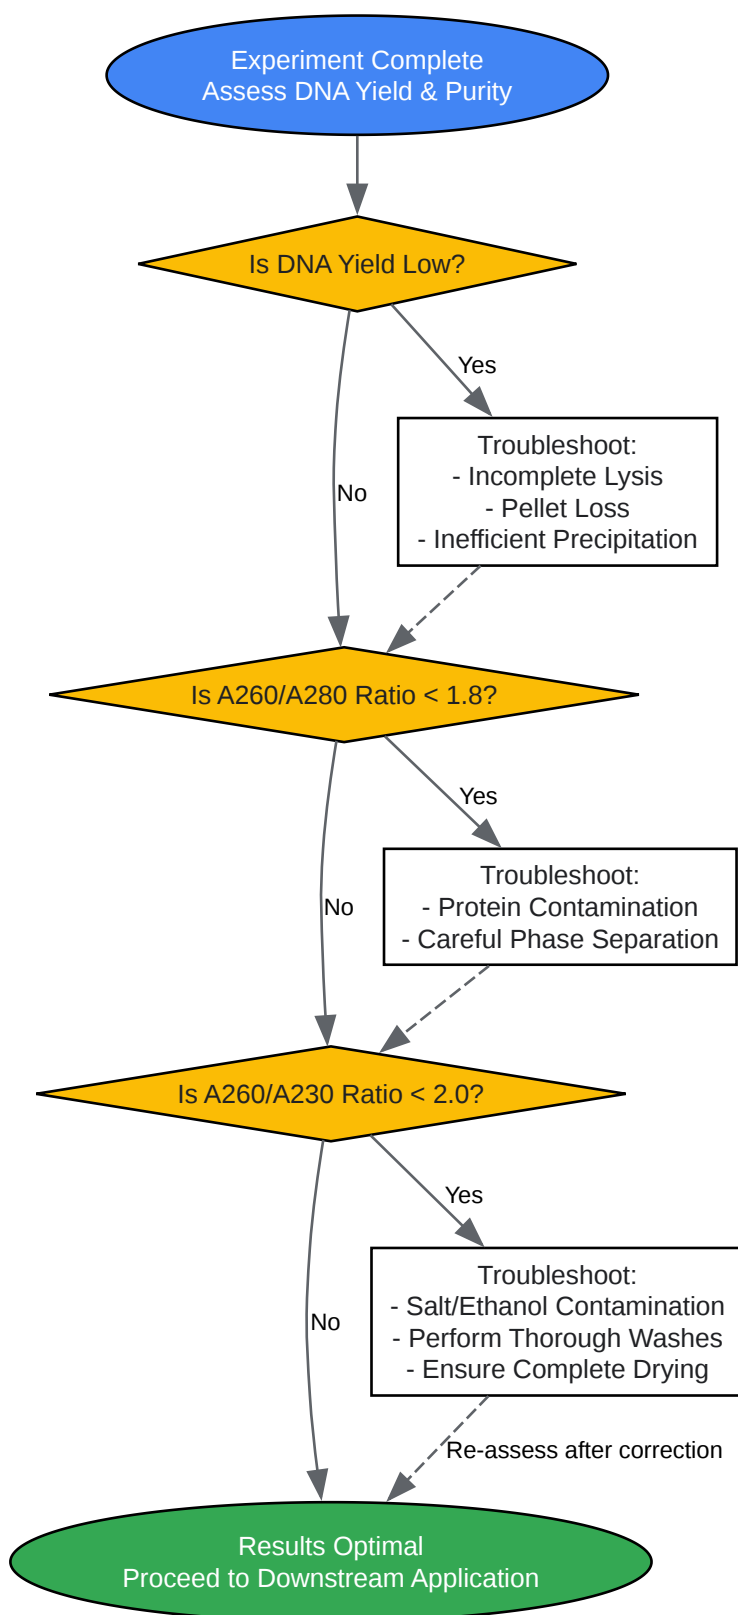 Experiment Complete
Assess DNA Yield & Purity
Is DNA Yield Low?
Yes
Troubleshoot:
- Incomplete Lysis
- Pellet Loss
- Inefficient Precipitation
No
Is A260/A280 Ratio < 1.8?
Yes
Troubleshoot:
- Protein Contamination
- Careful Phase Separation
No
Is A260/A230 Ratio < 2.0?
Yes
Troubleshoot:
- Salt/Ethanol Contamination
- Perform Thorough Washes
- Ensure Complete Drying
No
Re-assess after correction
Results Optimal
Proceed to Downstream Application